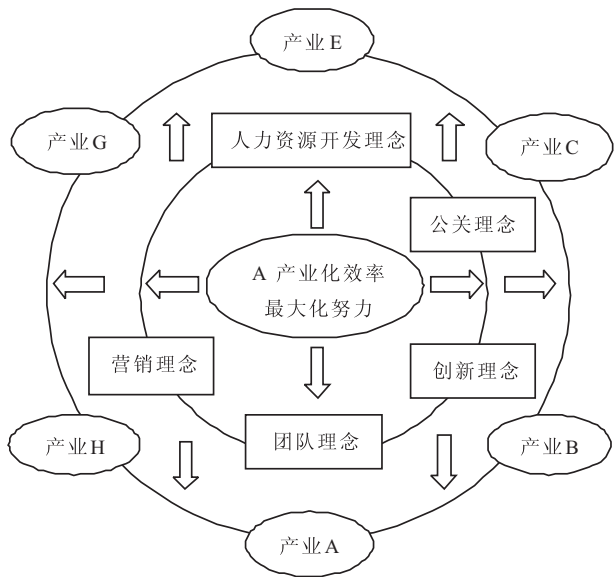 产业E
产业G
人力资源开发理念
产业C
公关理念
A 产业化效率
最大化努力
营销理念
创新理念
团队理念
产业H
产业B
产业A